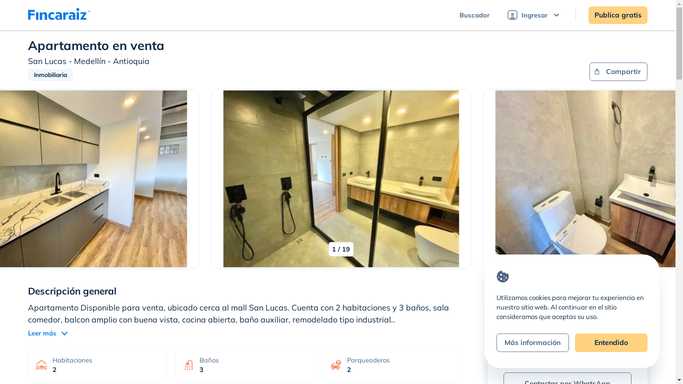 Fincaraiz
Buscador
Ingresar
Publica gratis
Apartamento en venta
San Lucas - Medellín - Antioquia
Inmobiliaria
Compartir
1 / 19
Descripción general
Apartamento Disponible para venta, ubicado cerca al mall San Lucas. Cuenta con 2 habitaciones y 3 baños, sala
comedor, balcon amplio con buena vista, cocina abierta, baño auxiliar, remodelado tipo industrial..
Leer más
Habitaciones
2
Baños
3
Parqueaderos
2
Utilizamos cookies para mejorar tu experiencia en
nuestro sitio web. Al continuar en el sitio
consideramos que aceptas su uso.
Más información
Entendido
Contactar por WhatsApp